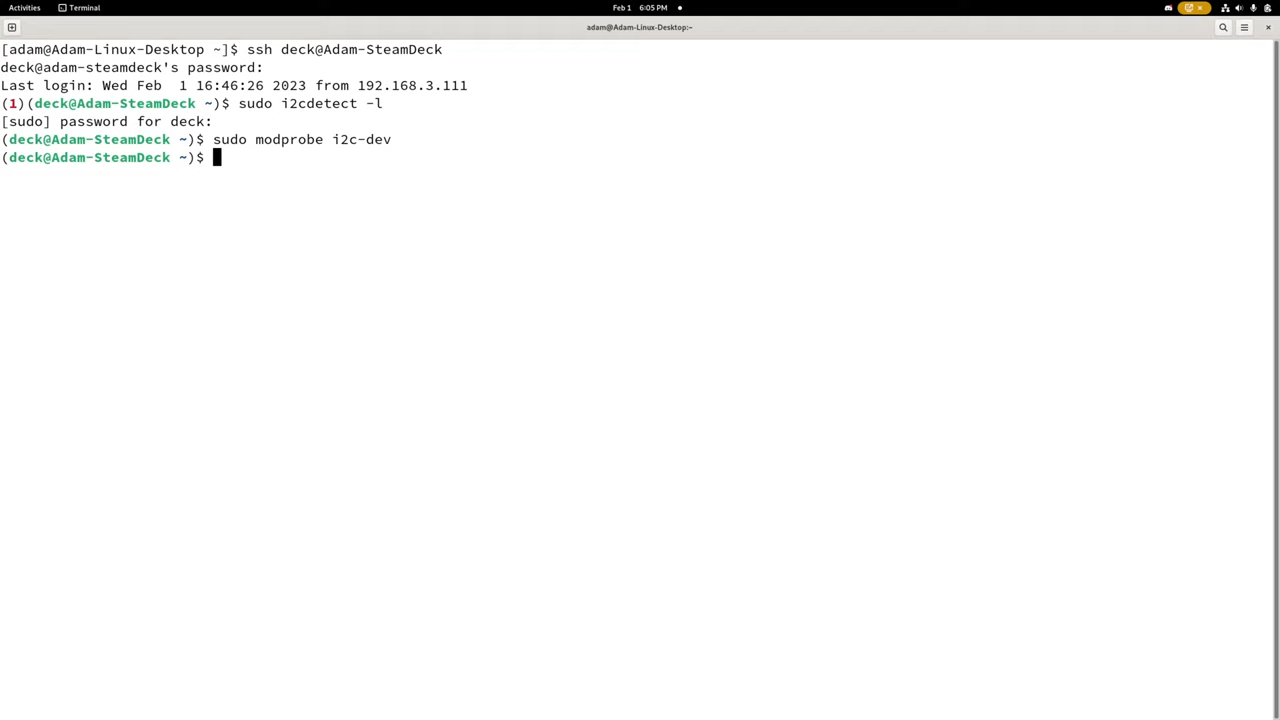 Activities Terminal Feb 1 6:05 PM
adam@Adam-Linux-Desktop:~
[adam@Adam-Linux-Desktop ~]$ ssh deck@Adam-SteamDeck
deck@adam-steamdeck's password:
Last login: Wed Feb  1 16:46:26 2023 from 192.168.3.111
(1)(deck@Adam-SteamDeck ~)$ sudo i2cdetect -l
[sudo] password for deck:
(deck@Adam-SteamDeck ~)$ sudo modprobe i2c-dev
(deck@Adam-SteamDeck ~)$